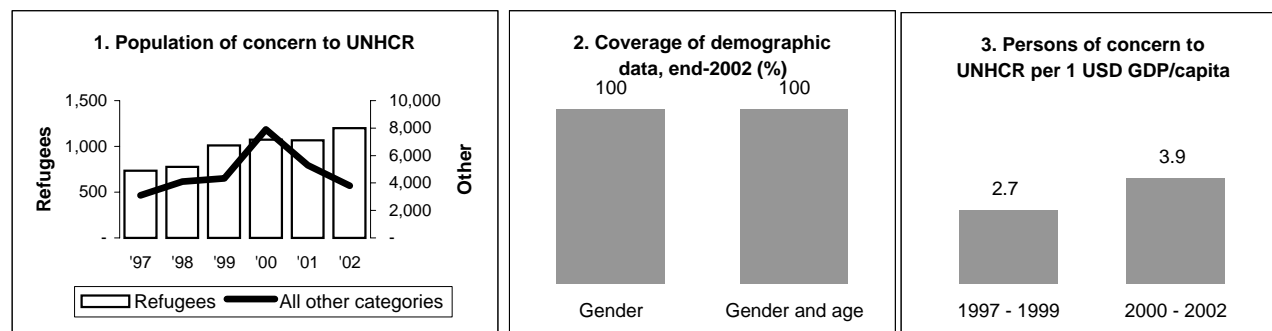 1. Population of concern to UNHCR
1,500
1,000
500
-
Refugees
10,000
8,000
6,000
4,000
2,000
-
Other
'97 '98 '99 '00 '01 '02
Refugees All other categories
2. Coverage of demographic
data, end-2002 (%)
100 100
Gender Gender and age
3. Persons of concern to
UNHCR per 1 USD GDP/capita
2.7 3.9
1997 - 1999 2000 - 2002